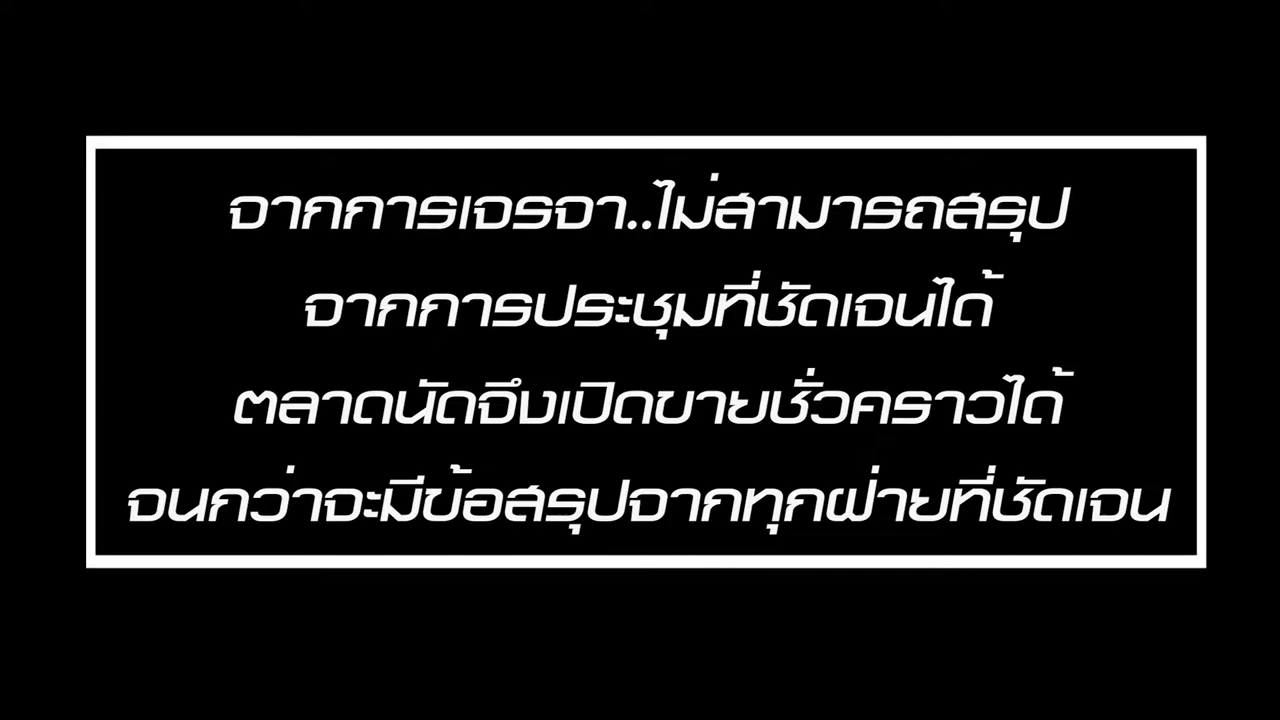 จากการเจรจา..ไม่สามารถสรุป
จากการประชุมที่ชัดเจนได้
ตลาดนัดจึงเปิดขายชั่วคราวได้
จนกว่าจะมีข้อสรุปจากทุกฝ่ายที่ชัดเจน